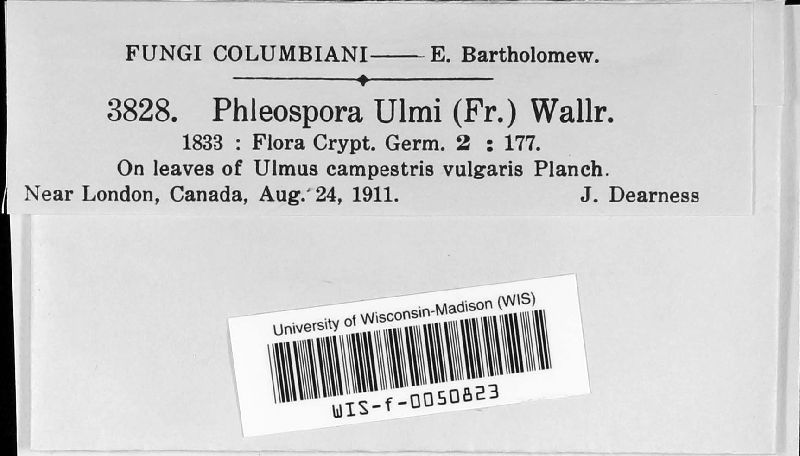 FUNGI COLUMBIANI—— E. Bartholomew.
3828. Phleospora Ulmi (Fr.) Wallr.
1833 : Flora Crypt. Germ. 2 : 177.
On leaves of Ulmus campestris vulgaris Planch.
Near London, Canada, Aug. 24, 1911. J. Dearness
University of Wisconsin-Madison (WIS)
WIS-f-0050823